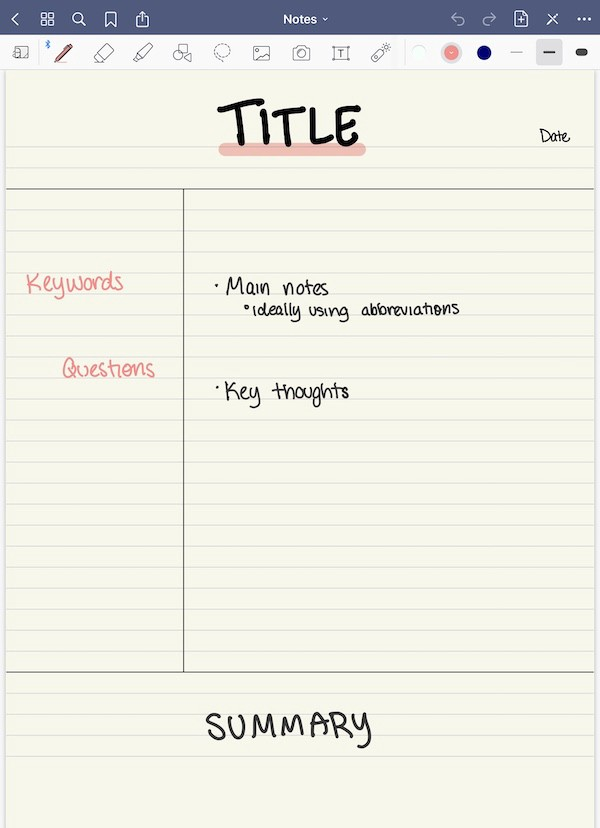 Notes
TITLE
Date
Keywords
· Main notes
° ideally using abbreviations
Questions
· Key thoughts
SUMMARY